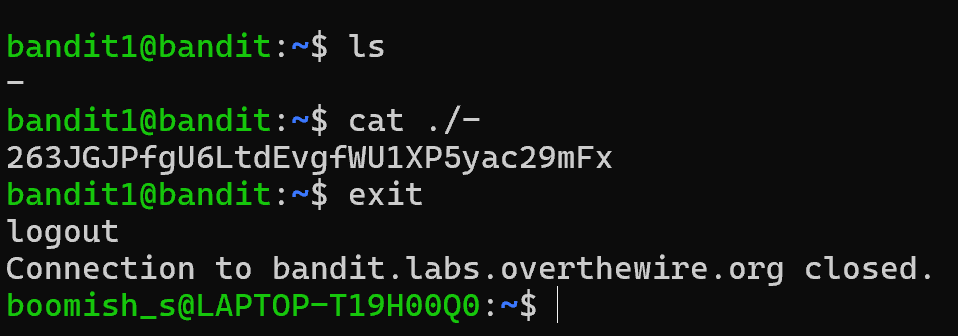 bandit1@bandit:~$ ls
-
bandit1@bandit:~$ cat ./-
263JGJPfgU6LtdEvgfWU1XP5yac29mFx
bandit1@bandit:~$ exit
logout
Connection to bandit.labs.overthewire.org closed.
boomish_s@LAPTOP-T19H00Q0:~$